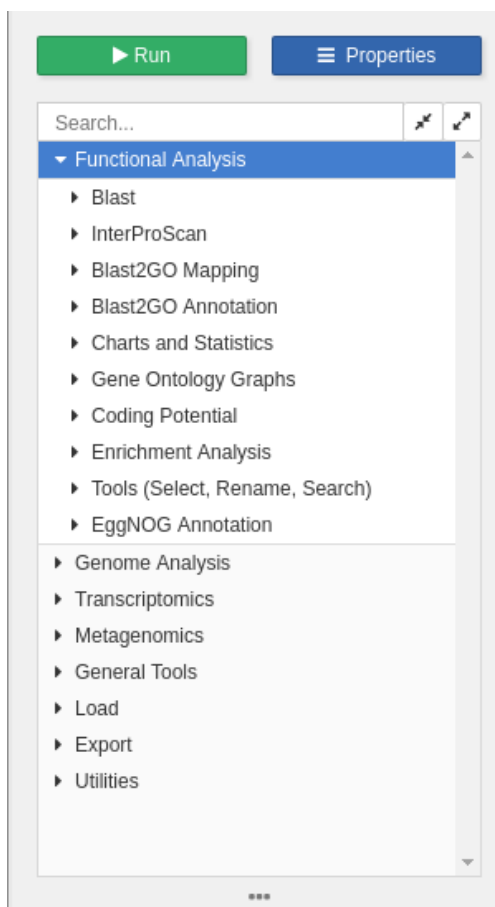 Run
Properties
Search...
Functional Analysis
Blast
InterProScan
Blast2GO Mapping
Blast2GO Annotation
Charts and Statistics
Gene Ontology Graphs
Coding Potential
Enrichment Analysis
Tools (Select, Rename, Search)
EggNOG Annotation
Genome Analysis
Transcriptomics
Metagenomics
General Tools
Load
Export
Utilities